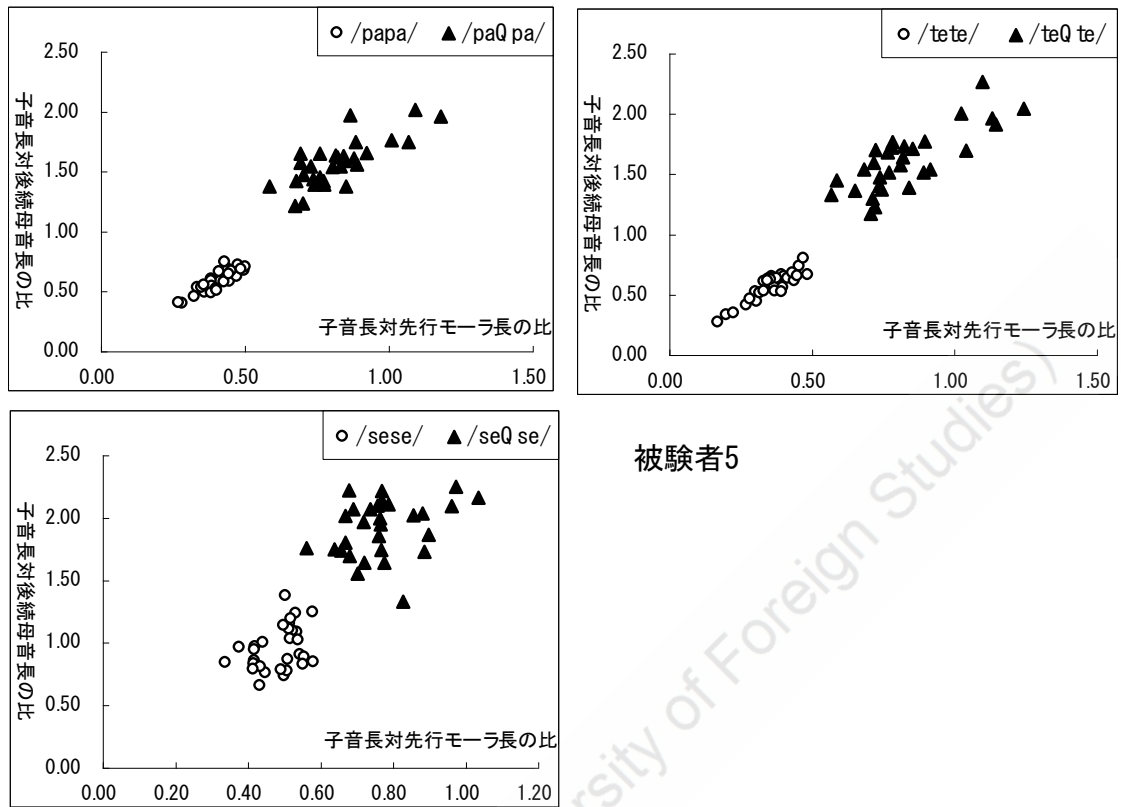 ○ /papa/ ▲ /paQ pa/
2.50
2.00
1.50
1.00
0.50
0.00
子音長対後続母音長の比
子音長対先行モーラ長の比
0.00 0.50 1.00 1.50
○ /tete/ ▲ /teQ te/
2.50
2.00
1.50
1.00
0.50
0.00
子音長対後続母音長の比
子音長対先行モーラ長の比
0.00 0.50 1.00 1.50
○ /sese/ ▲ /seQ se/
2.50
2.00
1.50
1.00
0.50
0.00
子音長対後続母音長の比
子音長対先行モーラ長の比
0.00 0.20 0.40 0.60 0.80 1.00 1.20
被験者5
ersity of Foreign Studies)